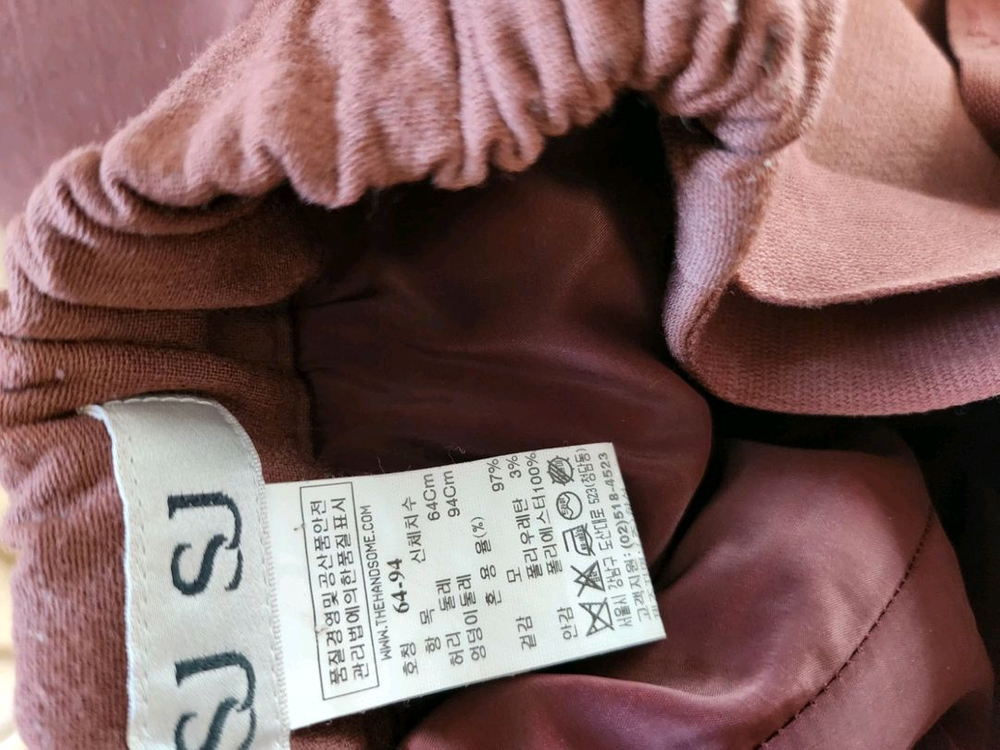 SJ SJ
품질경영및공산품안전
관리법에의한품질표시
WWW.THEHANDSOME.COM
호칭 64-94
항 목 신체치수
허리 둘레 64Cm
엉덩이둘레 94Cm
혼 용 율(%)
겉감 모 97%
폴리우레탄 3%
안감 폴리에스터100%
서울시 강남구 도산대로 523(청담동)
고객지원: (02)518-4523